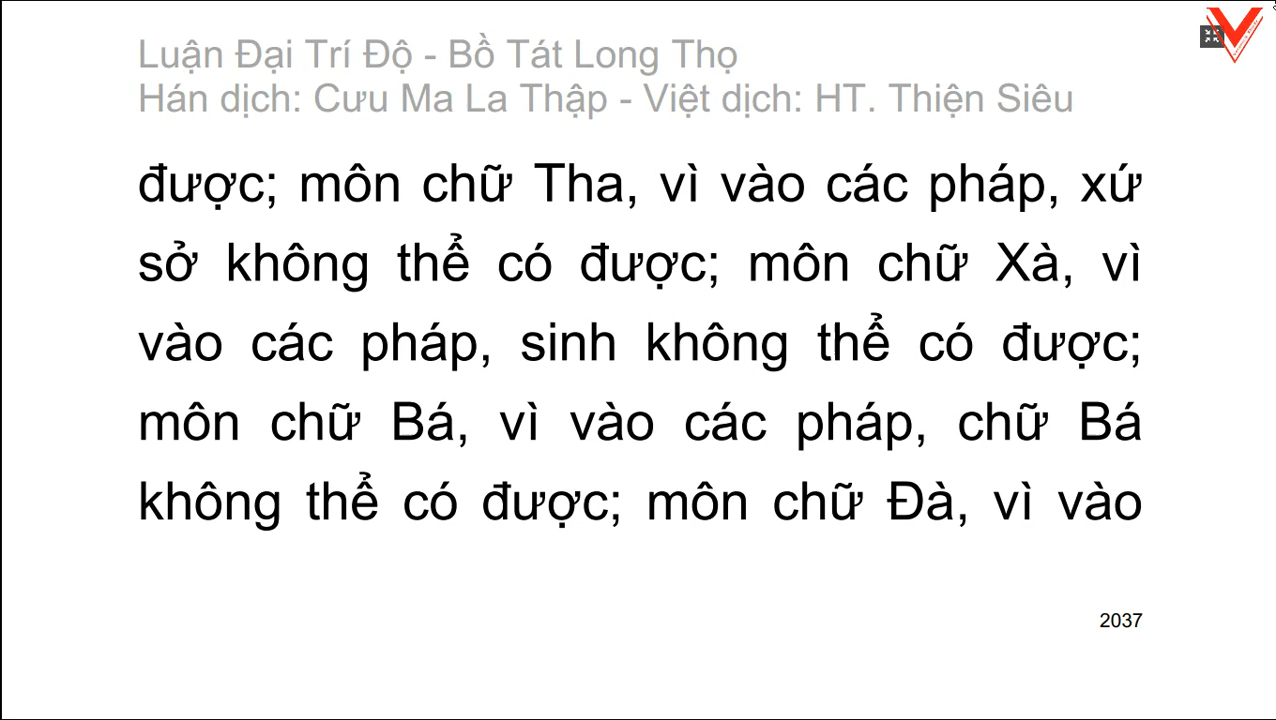 Luận Đại Trí Độ - Bồ Tát Long Thọ
Hán dịch: Cưu Ma La Thập - Việt dịch: HT. Thiện Siêu
được; môn chữ Tha, vì vào các pháp, xứ
sở không thể có được; môn chữ Xà, vì
vào các pháp, sinh không thể có được;
môn chữ Bá, vì vào các pháp, chữ Bá
không thể có được; môn chữ Đà, vì vào
2037